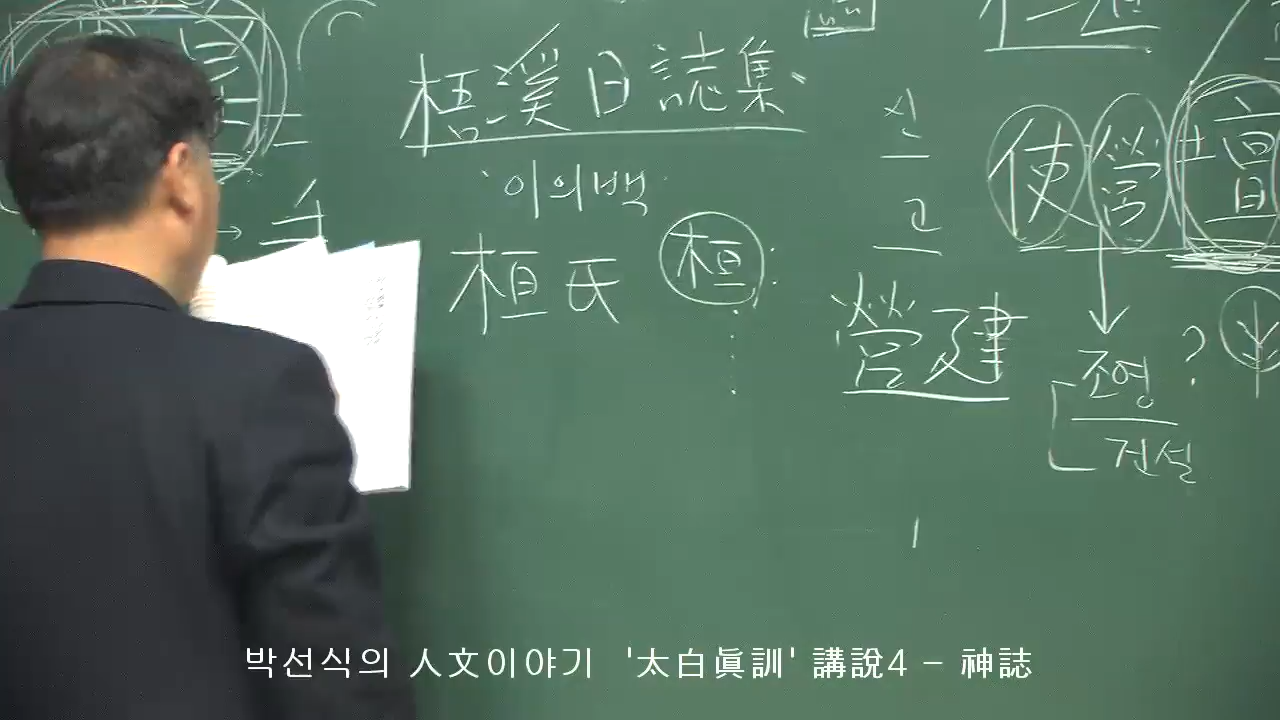 梧溪日誌集
이의백
桓氏 桓
신
고
使營壇
營建
조영 ?
건설
박선식의 人文이야기 '太白眞訓' 講說4 - 神誌